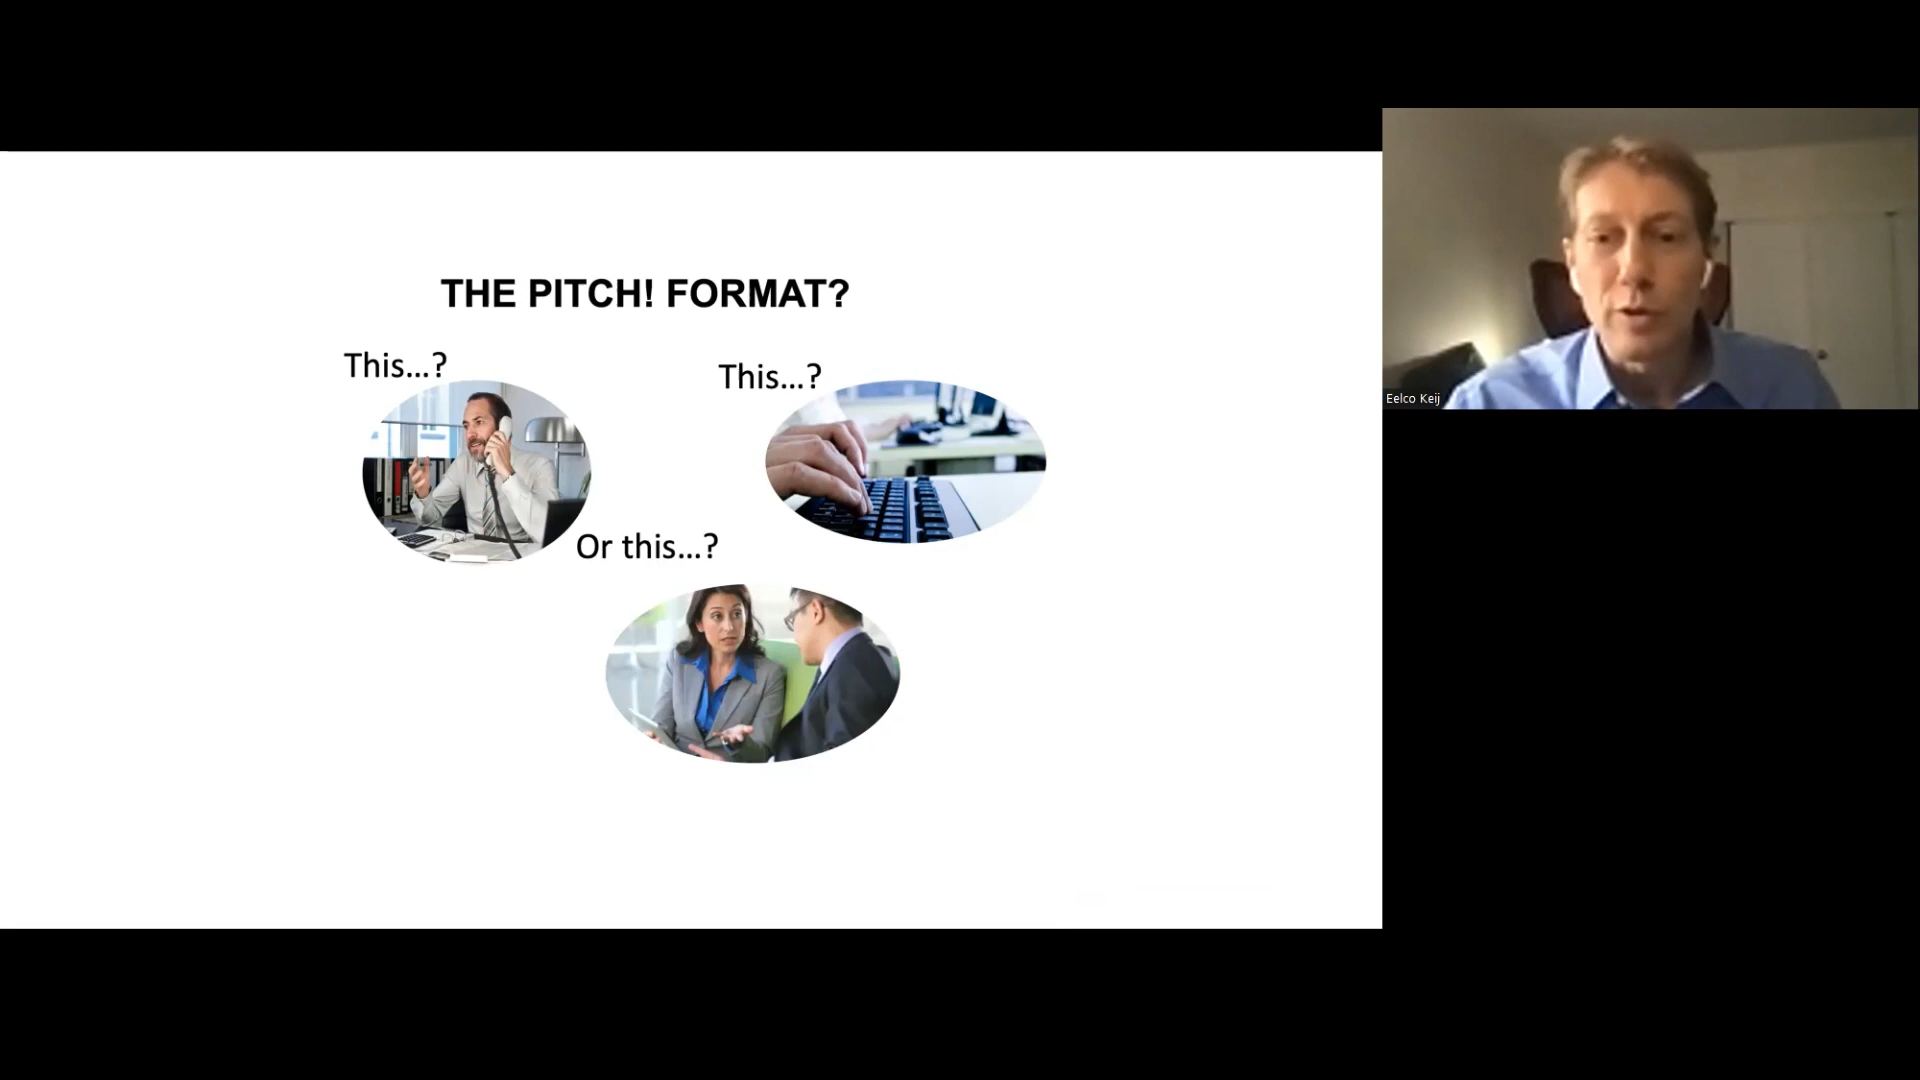 THE PITCH! FORMAT?
This...?
This...?
Or this...?
Eelco Keij